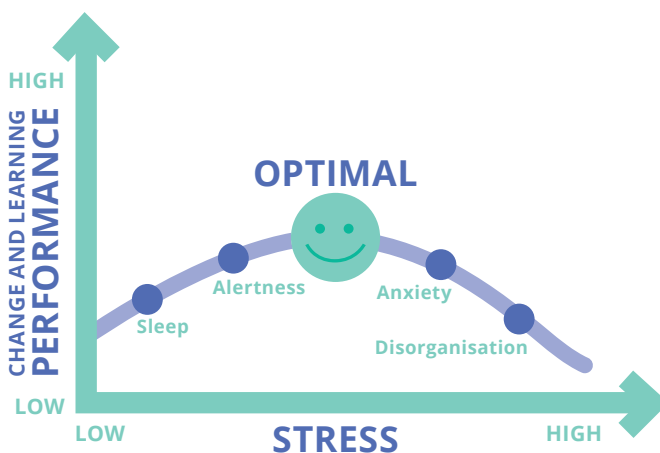 HIGH
CHANGE AND LEARNING
PERFORMANCE
OPTIMAL
Alertness
Anxiety
Sleep
Disorganisation
LOW
LOW
STRESS
HIGH